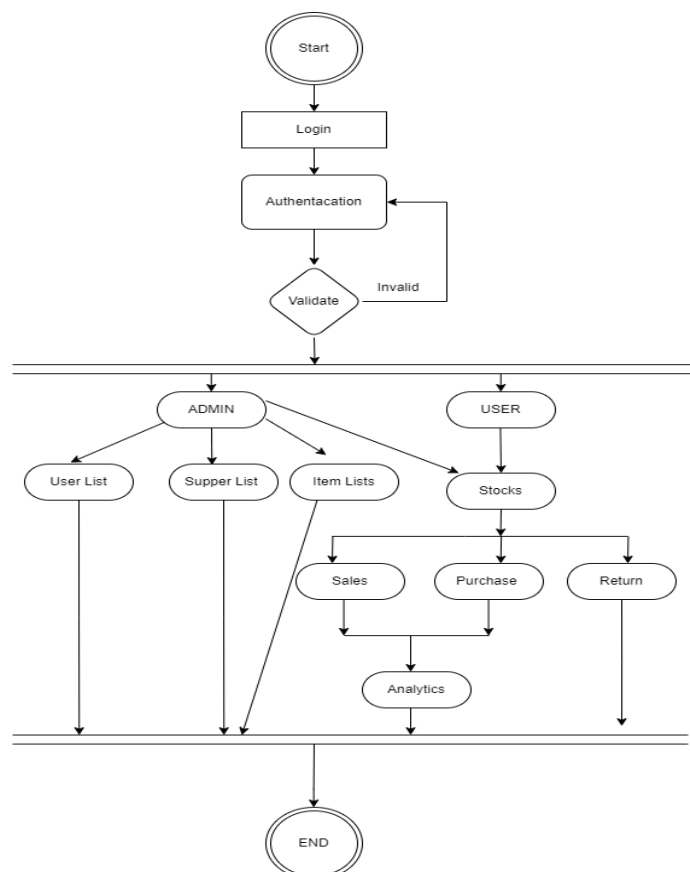 Start
Login
Authentacation
Validate
Invalid
ADMIN
USER
User List
Supper List
Item Lists
Stocks
Sales
Purchase
Return
Analytics
END